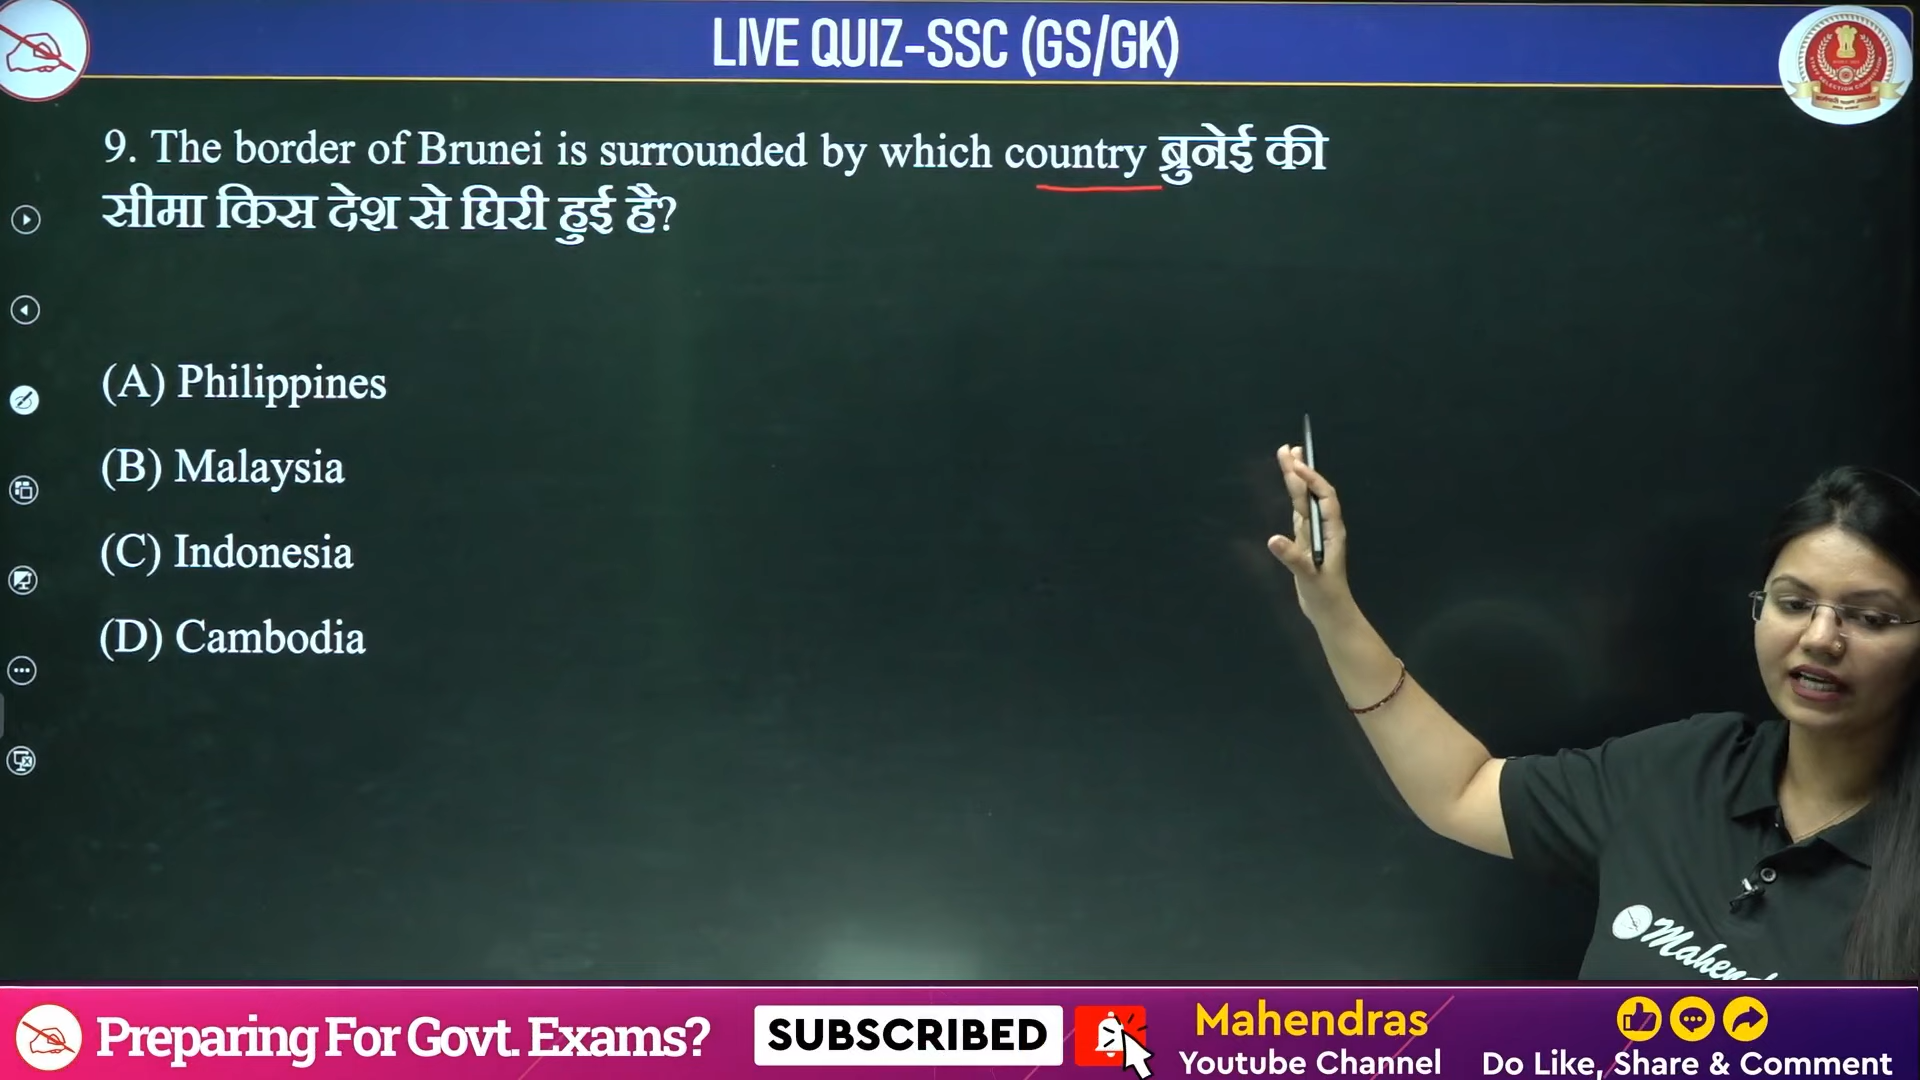 LIVE QUIZ-SSC (GS/GK)
9. The border of Brunei is surrounded by which country ब्रुनेई की
सीमा किस देश से घिरी हुई है?
(A) Philippines
(B) Malaysia
(C) Indonesia
(D) Cambodia
Preparing For Govt. Exams?
SUBSCRIBED
Mahendras
Youtube Channel
Do Like, Share & Comment